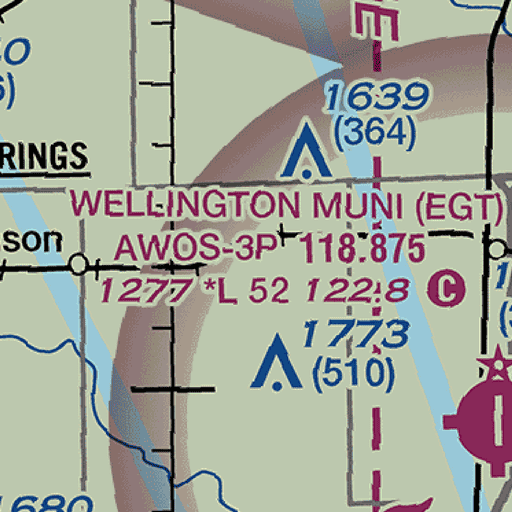 1639
(364)
RINGS
WELLINGTON MUNI (EGT)
son
AWOS-3P 118.875
1277 *L 52 122.8 C
1773
(510)
1680